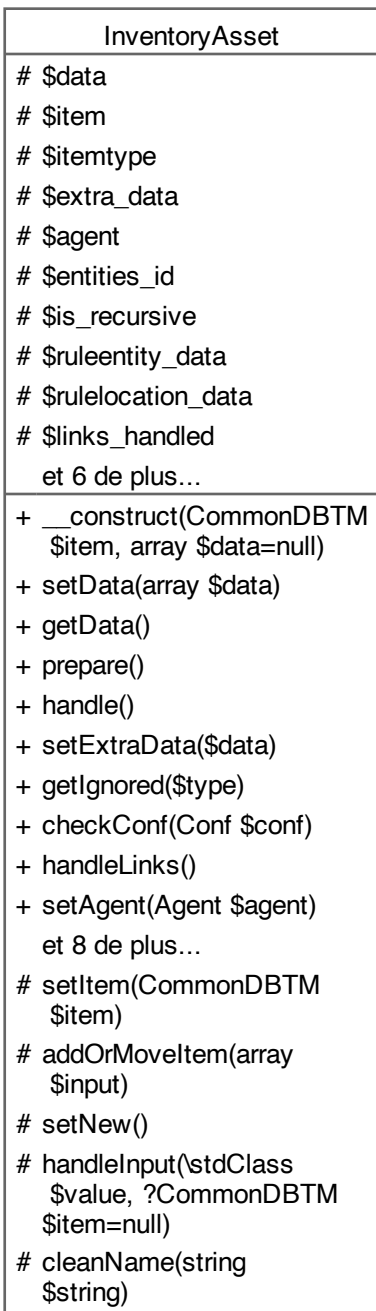 InventoryAsset
# $data
# $item
# $itemtype
# $extra_data
# $agent
# $entities_id
# $is_recursive
# $ruleentity_data
# $rulelocation_data
# $links_handled
et 6 de plus...
+ __construct(CommonDBTM
$item, array $data=null)
+ setData(array $data)
+ getData()
+ prepare()
+ handle()
+ setExtraData($data)
+ getIgnored($type)
+ checkConf(Conf $conf)
+ handleLinks()
+ setAgent(Agent $agent)
et 8 de plus...
# setItem(CommonDBTM
$item)
# addOrMoveItem(array
$input)
# setNew()
# handleInput(\stdClass
$value, ?CommonDBTM
$item=null)
# cleanName(string
$string)